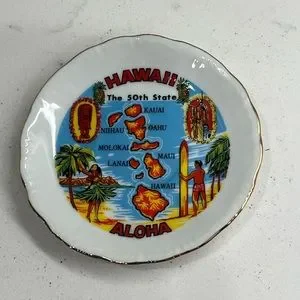 HAWAII
The 50th State
KAUAI
NIIHAU
OAHU
MOLOKAI
MAUI
LANAI
HAWAII
ALOHA